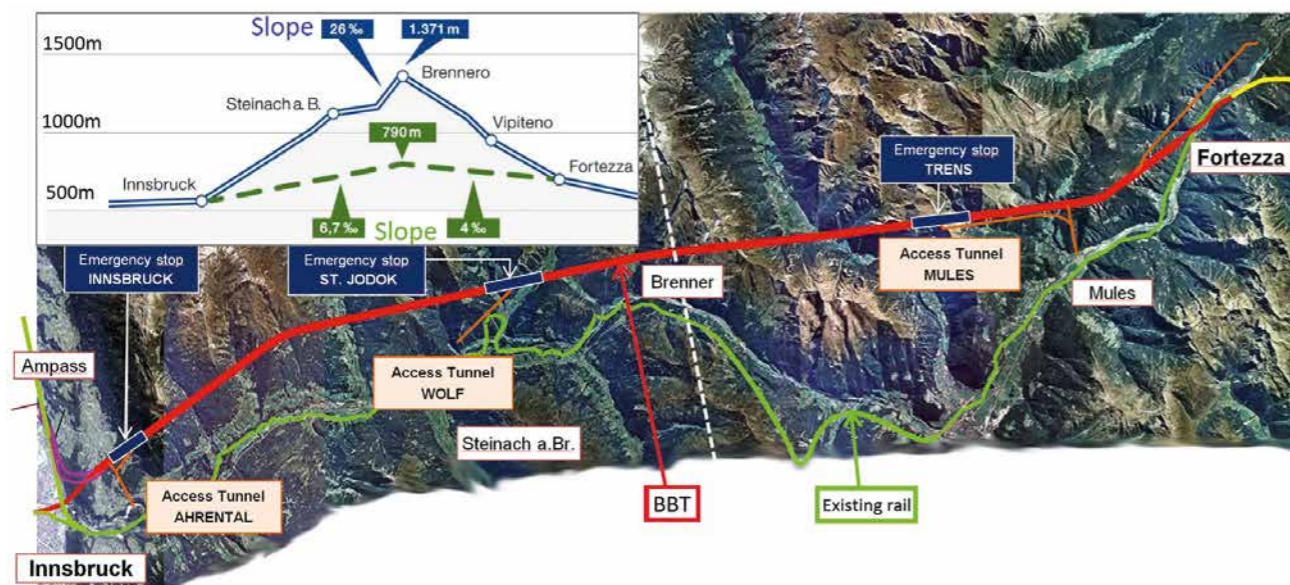 Slope
26 ‰
1.371 m
1500m
Brennero
Steinach a. B.
1000m
790 m
Vipiteno
Fortezza
Innsbruck
500m
6,7 ‰
Slope
4 ‰
Emergency stop
TRENS
Fortezza
Emergency stop
INNSBRUCK
Emergency stop
ST. JODOK
Access Tunnel
MULES
Brenner
Mules
Ampass
Access Tunnel
WOLF
Steinach a.Br.
Access Tunnel
AHRENTAL
BBT
Existing rail
Innsbruck